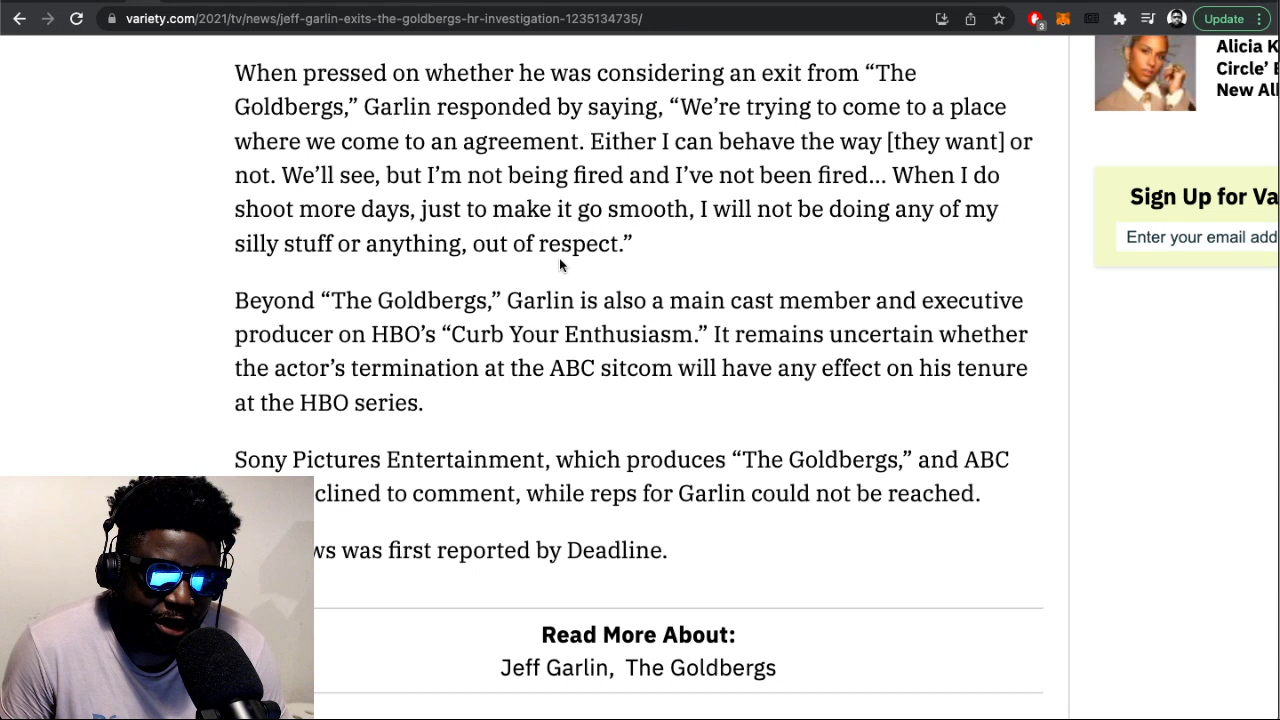 variety.com/2021/tv/news/jeff-garlin-exits-the-goldbergs-hr-investigation-1235134735/
3
Update
When pressed on whether he was considering an exit from “The
Goldbergs,” Garlin responded by saying, “We’re trying to come to a place
where we come to an agreement. Either I can behave the way [they want] or
not. We’ll see, but I’m not being fired and I’ve not been fired… When I do
shoot more days, just to make it go smooth, I will not be doing any of my
silly stuff or anything, out of respect.”
Beyond “The Goldbergs,” Garlin is also a main cast member and executive
producer on HBO’s “Curb Your Enthusiasm.” It remains uncertain whether
the actor’s termination at the ABC sitcom will have any effect on his tenure
at the HBO series.
Sony Pictures Entertainment, which produces “The Goldbergs,” and ABC
clined to comment, while reps for Garlin could not be reached.
ws was first reported by Deadline.
Read More About:
Jeff Garlin, The Goldbergs
Alicia K
Circle’
New Al
Sign Up for Va
Enter your email add